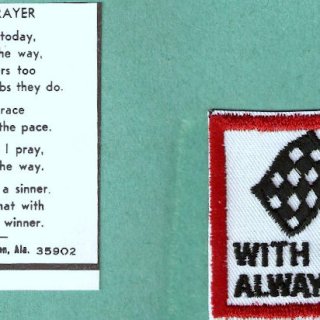 RAYER
today,
he way,
rs too
bs they do.
race
the pace.
I pray,
he way.
a sinner.
hat with
winner.
en, Ala. 35902
WITH
ALWAY